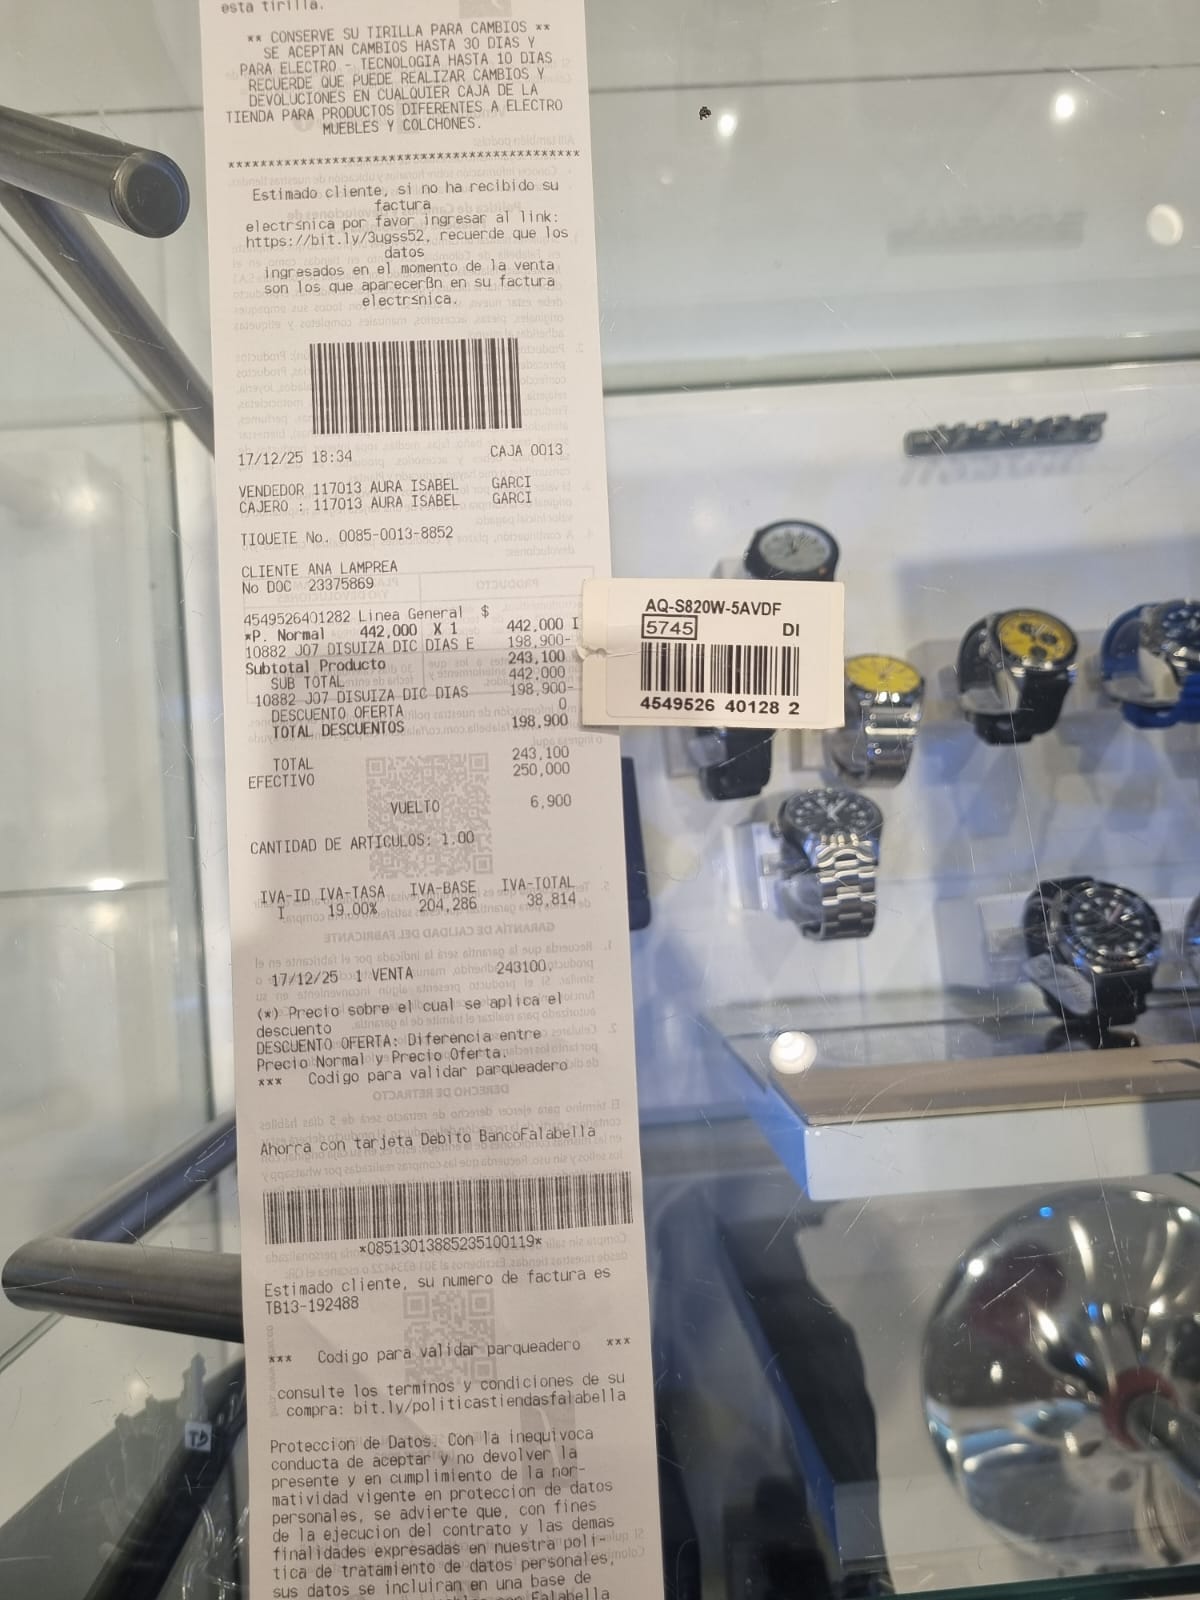 esta tirilla.
** CONSERVE SU TIRILLA PARA CAMBIOS **
SE ACEPTAN CAMBIOS HASTA 30 DIAS Y
PARA ELECTRO - TECNOLOGIA HASTA 10 DIAS
RECUERDE QUE PUEDE REALIZAR CAMBIOS Y
DEVOLUCIONES EN CUALQUIER CAJA DE LA
TIENDA PARA PRODUCTOS DIFERENTES A ELECTRO
MUEBLES Y COLCHONES.
******************************************
Estimado cliente, si no ha recibido su
factura
electrśnica por favor ingresar al link:
https://bit.ly/3ugss52, recuerde que los
datos
ingresados en el momento de la venta
son los que aparecerßn en su factura
electrśnica.
17/12/25 18:34 CAJA 0013
VENDEDOR 117013 AURA ISABEL GARCI
CAJERO : 117013 AURA ISABEL GARCI
TIQUETE No. 0085-0013-8852
CLIENTE ANA LAMPREA
No DOC 23375869
4549526401282 Linea General $
*P. Normal 442,000 X 1 442,000 I
10882 J07 DISUIZA DIC DIAS E 198,900-
Subtotal Producto 243,100
SUB TOTAL 442,000
10882 J07 DISUIZA DIC DIAS 198,900-
DESCUENTO OFERTA 0
TOTAL DESCUENTOS 198,900
TOTAL 243,100
EFECTIVO 250,000
VUELTO 6,900
CANTIDAD DE ARTICULOS: 1.00
IVA-ID IVA-TASA IVA-BASE IVA-TOTAL
I 19.00% 204,286 38,814
17/12/25 1 VENTA 243100,
(*) Precio sobre el cual se aplica el
descuento
DESCUENTO OFERTA: Diferencia entre
Precio Normal y Precio Oferta.
*** Codigo para validar parqueadero
Ahorra con tarjeta Debito BancoFalabella
*08513013885235100119*
Estimado cliente, su numero de factura es
TB13-192488
*** Codigo para validar parqueadero ***
consulte los terminos y condiciones de su
compra: bit.ly/politicastiendasfalabella
Proteccion de Datos. Con la inequivoca
conducta de aceptar y no devolver la
presente y en cumplimiento de la nor-
matividad vigente en proteccion de datos
personales, se advierte que, con fines
de la ejecucion del contrato y las demas
finalidades expresadas en nuestra poli-
tica de tratamiento de datos personales,
sus datos se incluiran en una base de
Falabella
AQ-S820W-5AVDF
5745 DI
4549526 40128 2